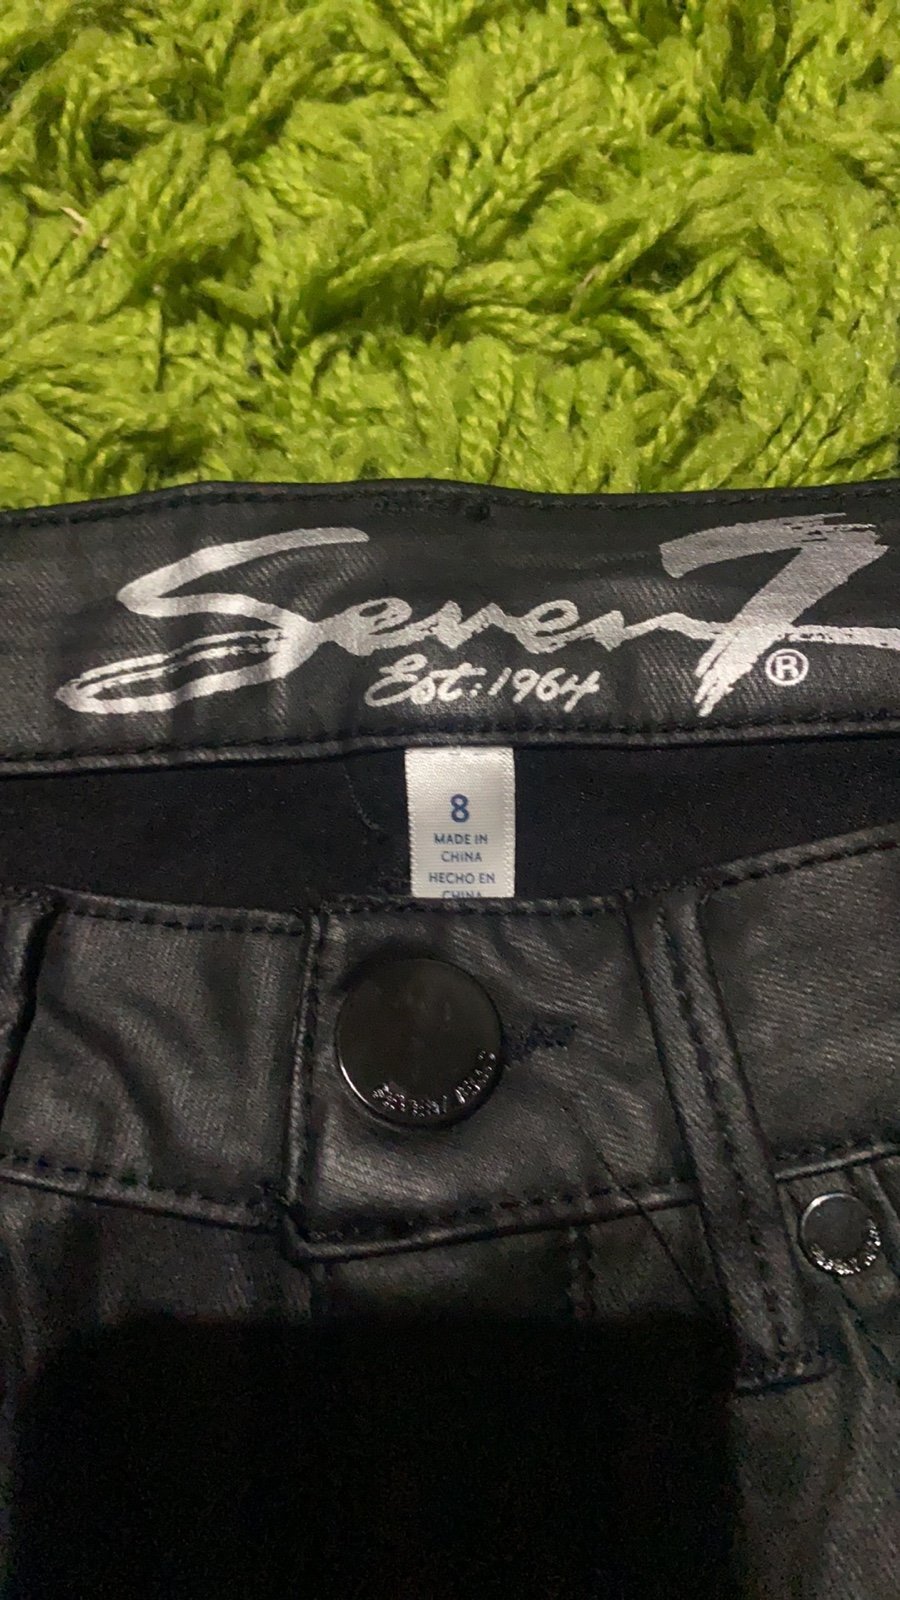 Seven7
®
Est. 1964
8
MADE IN
CHINA
HECHO EN
CHINA